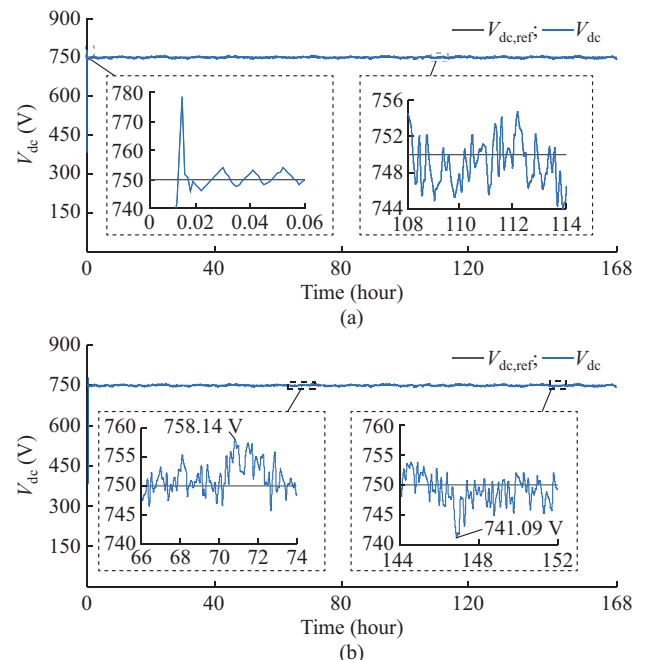 900
V_dc,ref; V_dc
750
600
450
300
150
0
V_dc (V)
780
770
760
750
740
0 0.02 0.04 0.06
756
752
748
744
108 110 112 114
0 40 80 120 168
Time (hour)
(a)
900
V_dc,ref; V_dc
750
600
450
300
150
0
V_dc (V)
760
755
750
745
740
758.14 V
66 68 70 72 74
760
755
750
745
740
741.09 V
144 148 152
0 40 80 120 168
Time (hour)
(b)